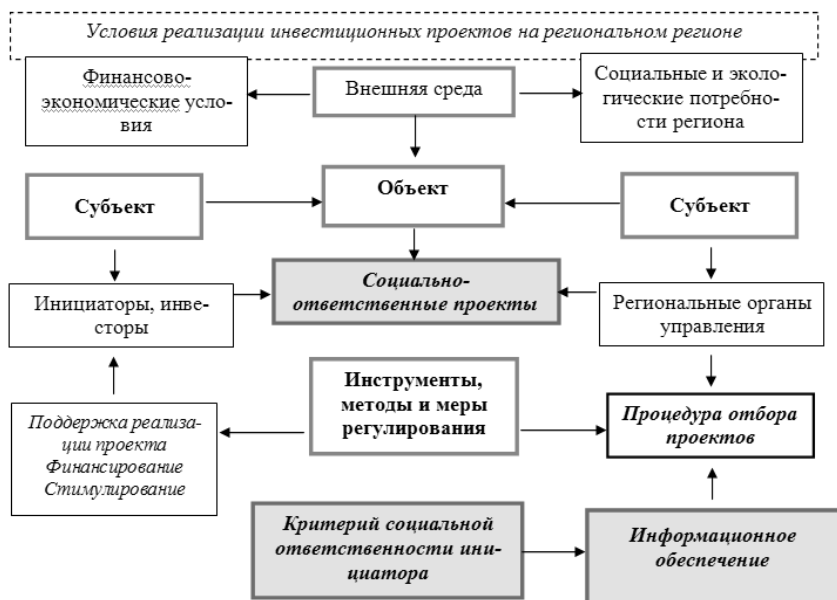 Условия реализации инвестиционных проектов на региональном регионе
Финансово-
экономические усло-
вия
Внешняя среда
Социальные и эколо-
гические потребно-
сти региона
Субъект
Объект
Субъект
Социально-
ответственные проекты
Инициаторы, инве-
сторы
Региональные органы
управления
Инструменты,
методы и меры
регулирования
Поддержка реализа-
ции проекта
Финансирование
Стимулирование
Процедура отбора
проектов
Критерий социальной
ответственности ини-
циатора
Информационное
обеспечение